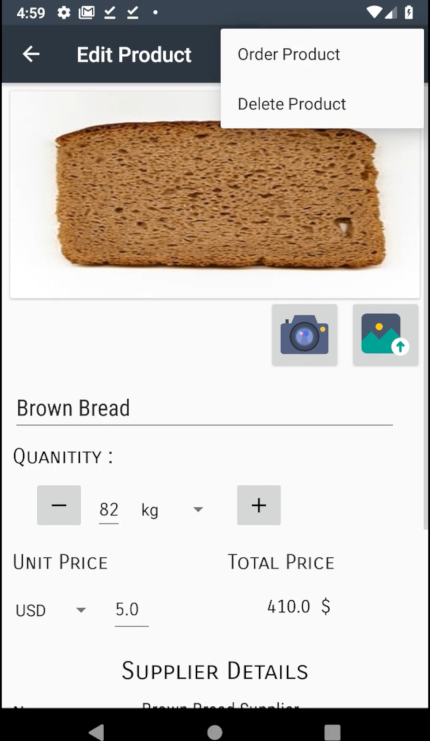 4:59
Edit Product
Order Product
Delete Product
Brown Bread
QUANITITY :
− 82 kg +
UNIT PRICE TOTAL PRICE
USD 5.0 410.0 $
SUPPLIER DETAILS
Brown Bread Supplier